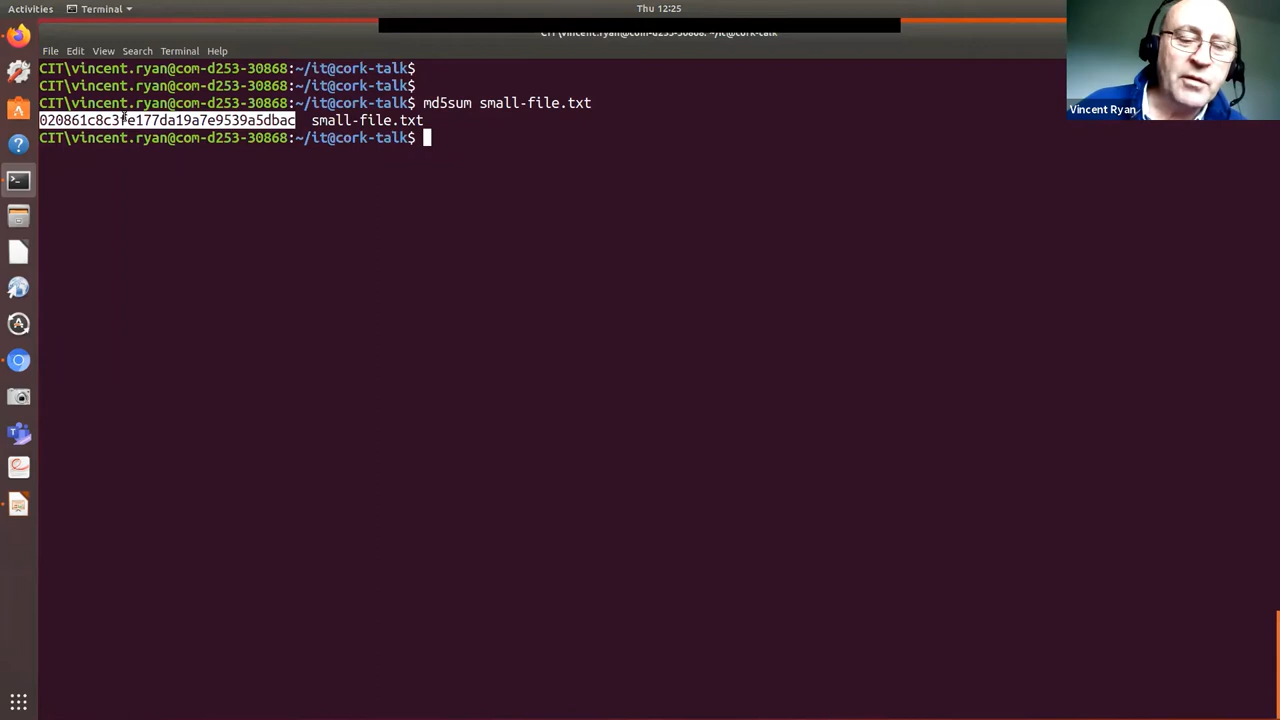 Activities Terminal Thu 12:25
CIT\vincent.ryan@com-d253-30868: ~/it@cork-talk
File Edit View Search Terminal Help
CIT\vincent.ryan@com-d253-30868:~/it@cork-talk$
CIT\vincent.ryan@com-d253-30868:~/it@cork-talk$
CIT\vincent.ryan@com-d253-30868:~/it@cork-talk$ md5sum small-file.txt
020861c8c3fe177da19a7e9539a5dbac  small-file.txt
CIT\vincent.ryan@com-d253-30868:~/it@cork-talk$
Vincent Ryan